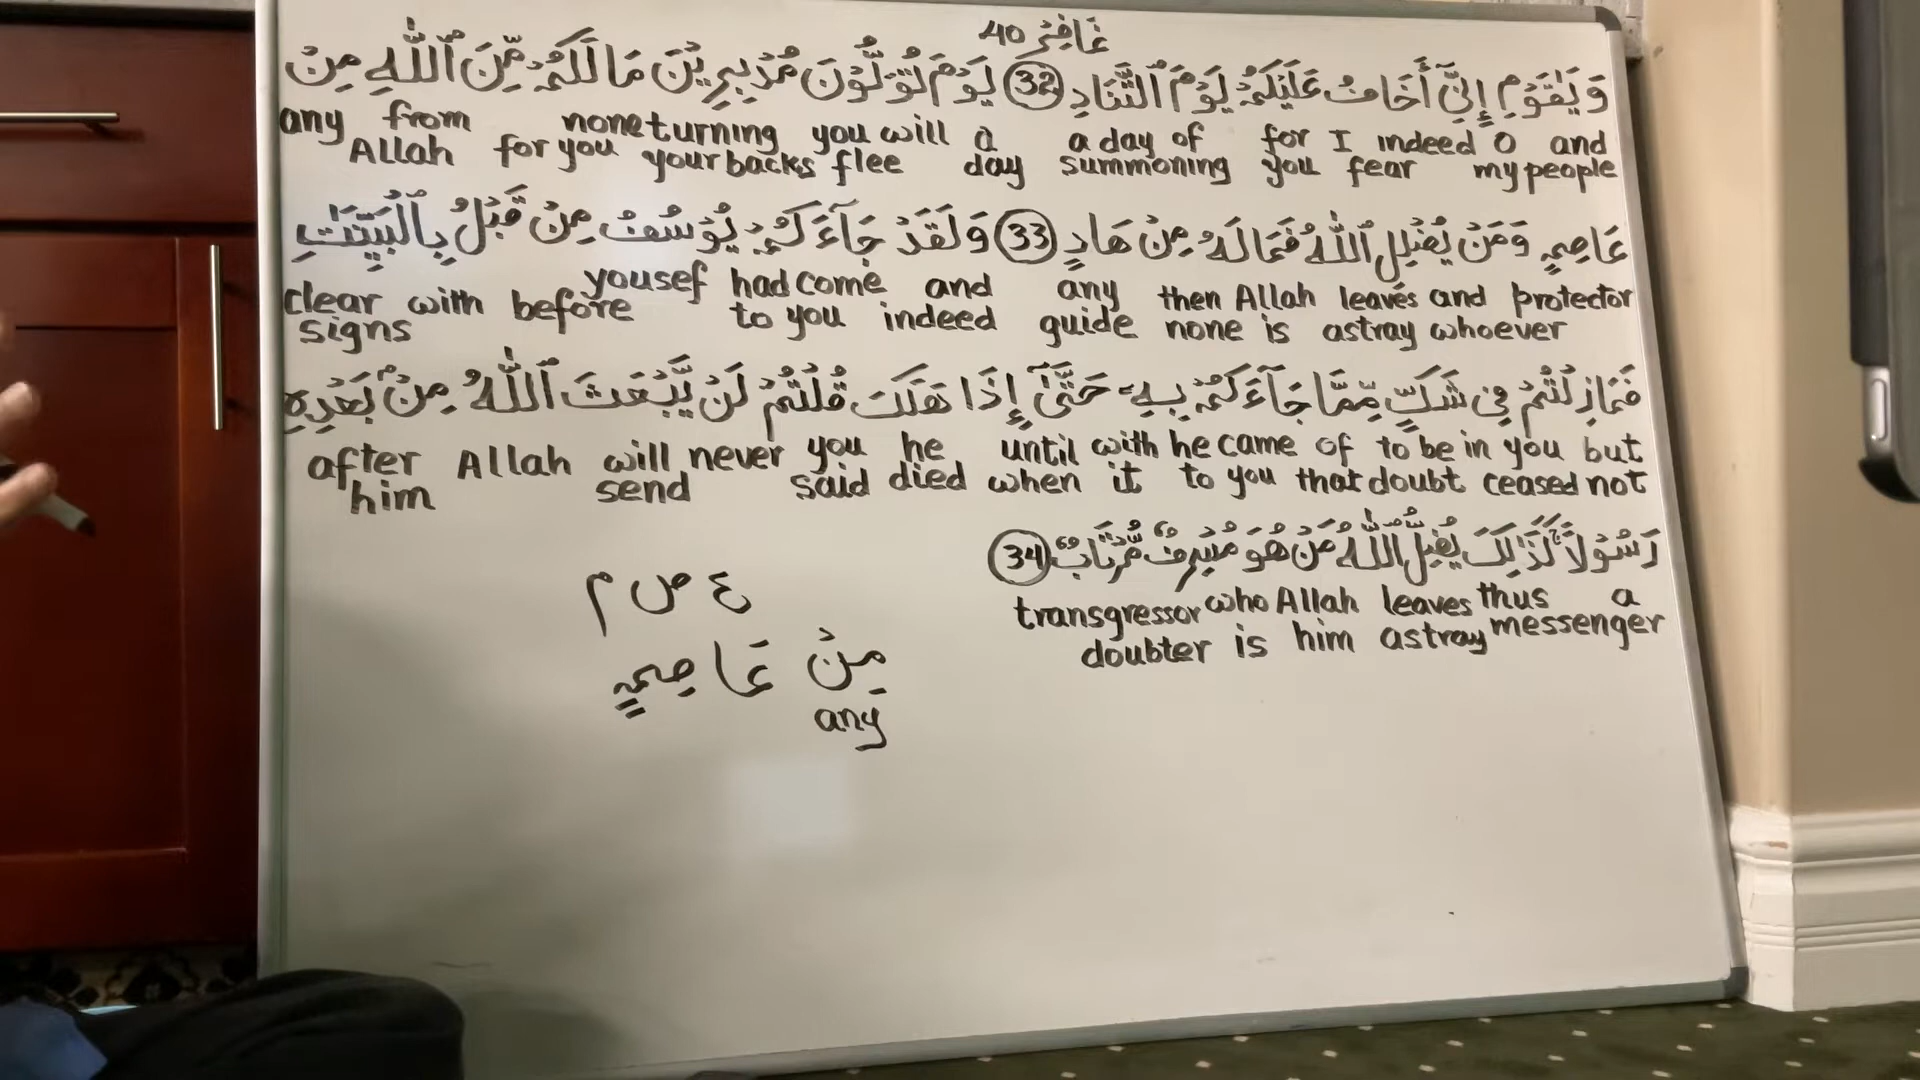 غَافِر 40
وَيَٰقَوْمِ إِنِّيٓ أَخَافُ عَلَيْكُمْ يَوْمَ ٱلتَّنَادِ 32 يَوْمَ تُوَلُّوْنَ مُدْبِرِيْنَ مَا لَكُمْ مِّنَ ٱللَّهِ مِنْ
any from none turning you will a a day of for I indeed O and
Allah for you your backs flee day summoning you fear my people
عَاصِمٍ وَمَنْ يُضْلِلِ ٱللَّهُ فَمَا لَهُ مِنْ هَادٍ 33 وَلَقَدْ جَآءَكُمْ يُوْسُفُ مِنْ قَبْلُ بِٱلْبَيِّنَٰتِ
yousef had come and any then Allah leaves and protector
clear with before to you indeed guide none is astray whoever
signs
فَمَازِلْتُمْ فِي شَكٍّ مِّمَّا جَآءَكُمْ بِهِ حَتَّىٰٓ إِذَا هَلَكَ قُلْتُمْ لَنْ يَّبْعَثَ ٱللَّهُ مِنْۢ بَعْدِهِ
after Allah will never you he until with he came of to be in you but
him send said died when it to you that doubt ceased not
رَسُوْلًا ۚ كَذَٰلِكَ يُضِلُّ ٱللَّهُ مَنْ هُوَ مُسْرِفٌ مُّرْتَابٌ 34
transgressor who Allah leaves thus a
doubter is him astray messenger
ع ص م
مِنْ عَاصِمٍ
any